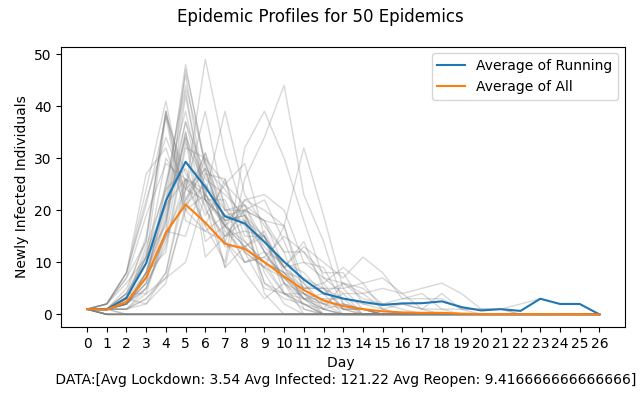 Epidemic Profiles for 50 Epidemics
Newly Infected Individuals
50
40
30
20
10
0
Average of Running
Average of All
0 1 2 3 4 5 6 7 8 9 10 11 12 13 14 15 16 17 18 19 20 21 22 23 24 25 26
Day
DATA:[Avg Lockdown: 3.54 Avg Infected: 121.22 Avg Reopen: 9.416666666666666]